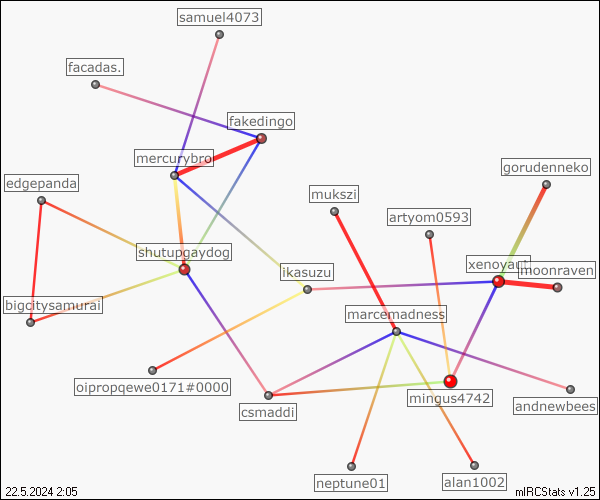 samuel4073
facadas.
fakedingo
mercurybro
gorudenneko
edgepanda
mukszi
artyom0593
shutupgaydog
moonraven
ikasuzu
bigcitysamurai
marcemadness
oipropqewe0171#0000
mingus4742
csmaddi
andnewbees
neptune01
alan1002
22.5.2024 2:05
mIRCStats v1.25